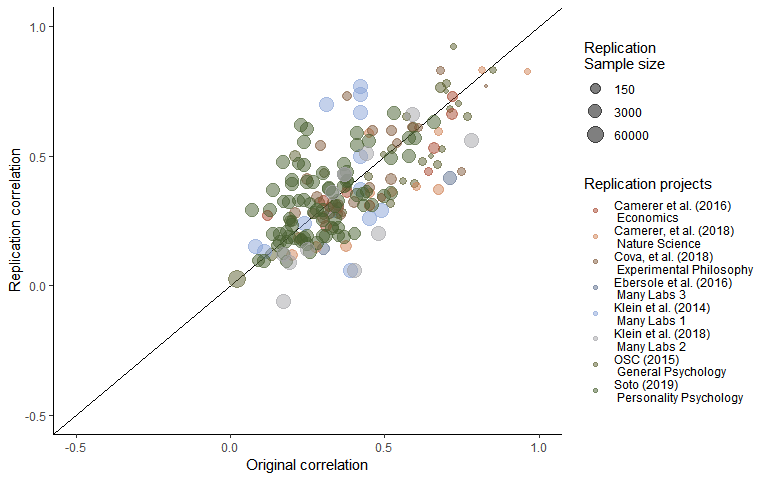 1.0
0.5
0.0
-0.5
Replication correlation
-0.5
0.0
0.5
1.0
Original correlation
Replication
Sample size
150
3000
60000
Replication projects
Camerer et al. (2016)
Economics
Camerer, et al. (2018)
Nature Science
Cova, et al. (2018)
Experimental Philosophy
Ebersole et al. (2016)
Many Labs 3
Klein et al. (2014)
Many Labs 1
Klein et al. (2018)
Many Labs 2
OSC (2015)
General Psychology
Soto (2019)
Personality Psychology